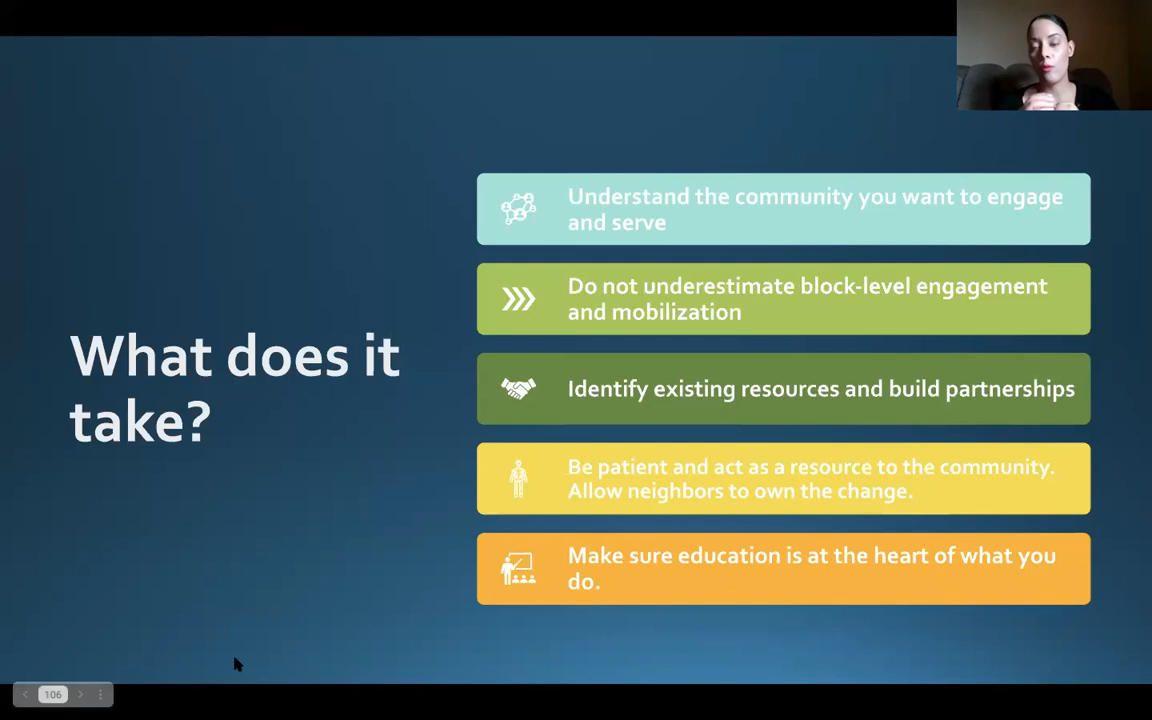 What does it
take?
Understand the community you want to engage
and serve
Do not underestimate block-level engagement
and mobilization
Identify existing resources and build partnerships
Be patient and act as a resource to the community.
Allow neighbors to own the change.
Make sure education is at the heart of what you
do.
106